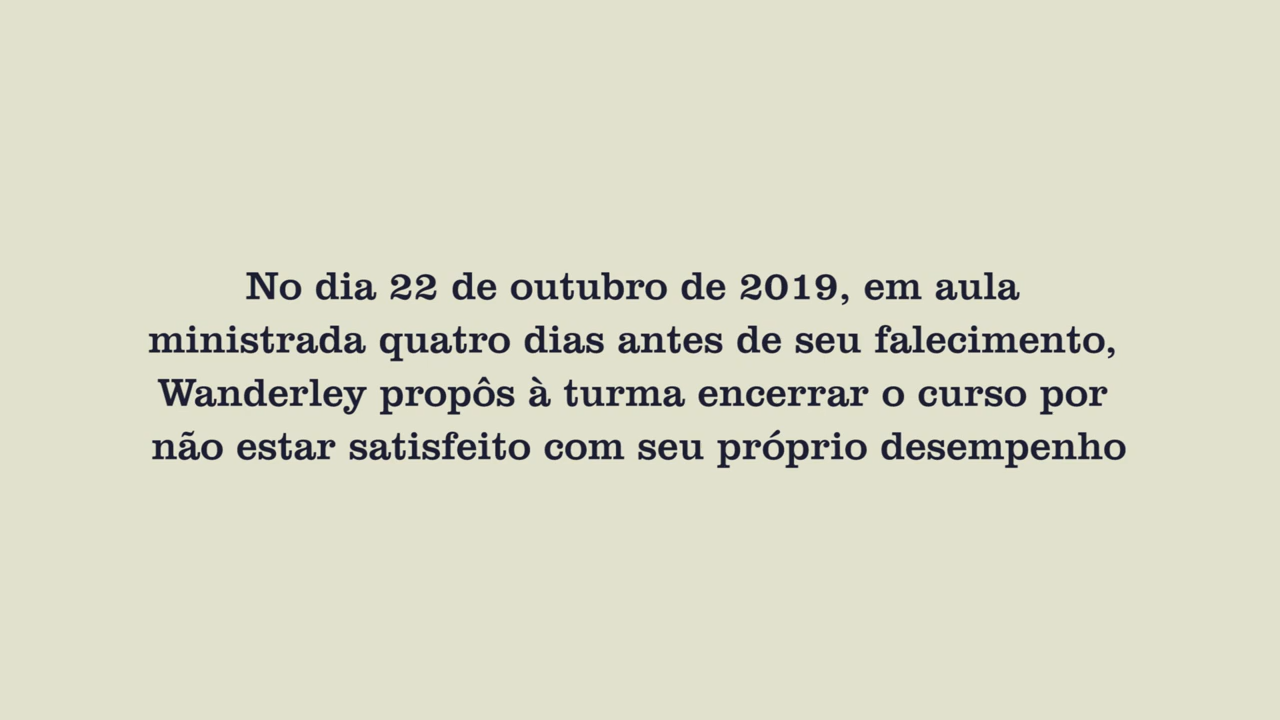 No dia 22 de outubro de 2019, em aula
ministrada quatro dias antes de seu falecimento,
Wanderley propôs à turma encerrar o curso por
não estar satisfeito com seu próprio desempenho